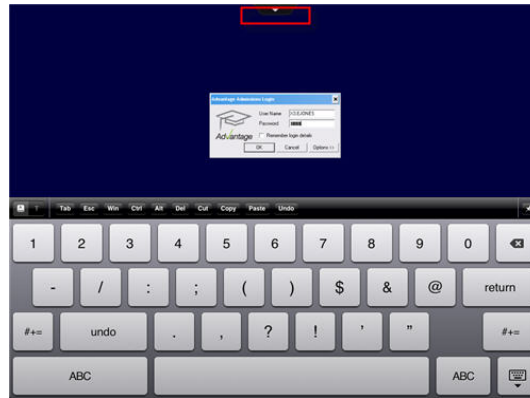 Advantage Admissions Login
User Name
Password
Advantage
Remember login details
OK Cancel Options >>
Tab Esc Win Ctrl Alt Del Cut Copy Paste Undo
1 2 3 4 5 6 7 8 9 0
- / : ; ( ) $ & @ return
#+= undo . , ? ! ' " #+=
ABC ABC